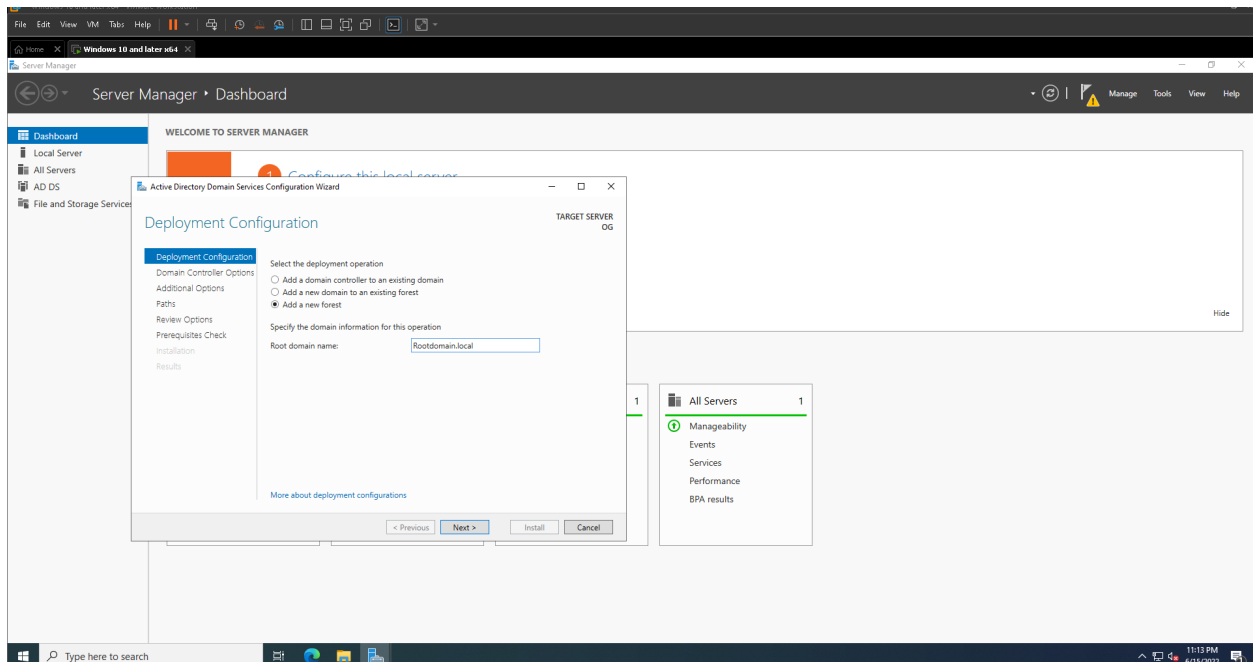 File Edit View VM Tabs Help
Home
Windows 10 and later x64
Server Manager
Server Manager • Dashboard
Manage Tools View Help
Dashboard
Local Server
All Servers
AD DS
File and Storage Services
WELCOME TO SERVER MANAGER
1 Configure this local server
Hide
Active Directory Domain Services Configuration Wizard
Deployment Configuration
TARGET SERVER
OG
Deployment Configuration
Domain Controller Options
Additional Options
Paths
Review Options
Prerequisites Check
Installation
Results
Select the deployment operation
Add a domain controller to an existing domain
Add a new domain to an existing forest
Add a new forest
Specify the domain information for this operation
Root domain name: Rootdomain.local
More about deployment configurations
< Previous Next > Install Cancel
1
All Servers 1
Manageability
Events
Services
Performance
BPA results
Type here to search
11:13 PM